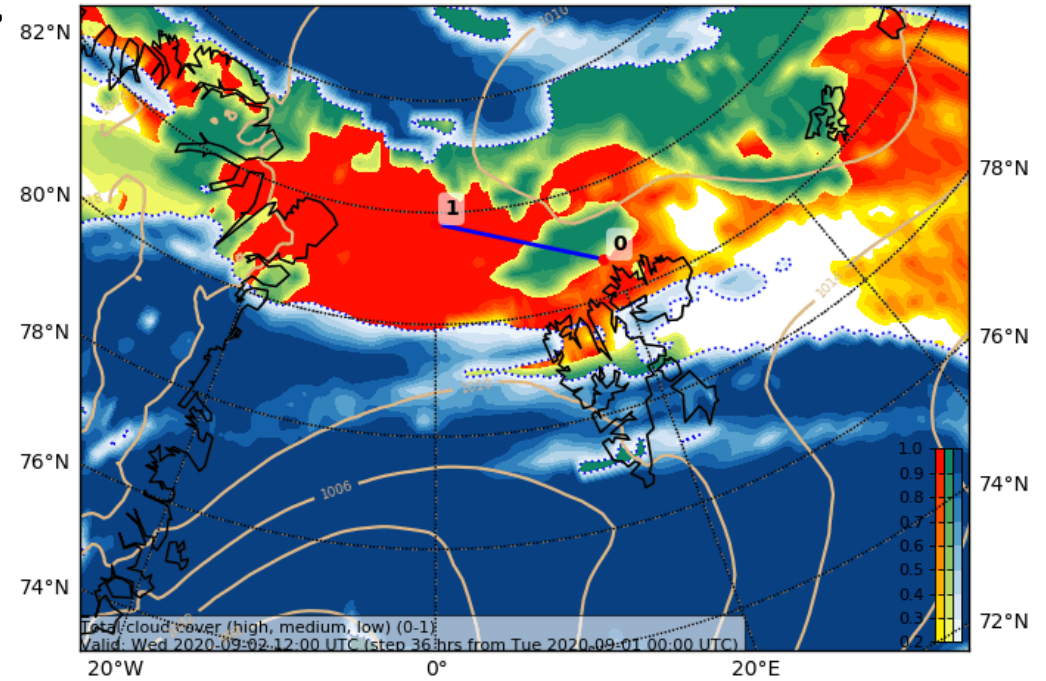 82°N
1010
78°N
80°N
1
0
101
78°N
76°N
1010
76°N
1006
74°N
1.0
0.9
0.8
0.7
0.6
0.5
0.4
0.3
0.2
74°N
72°N
Total cloud cover (high, medium, low) (0-1)
Valid: Wed 2020-09-02 12:00 UTC (step 36 hrs from Tue 2020-09-01 00:00 UTC)
20°W
0°
20°E